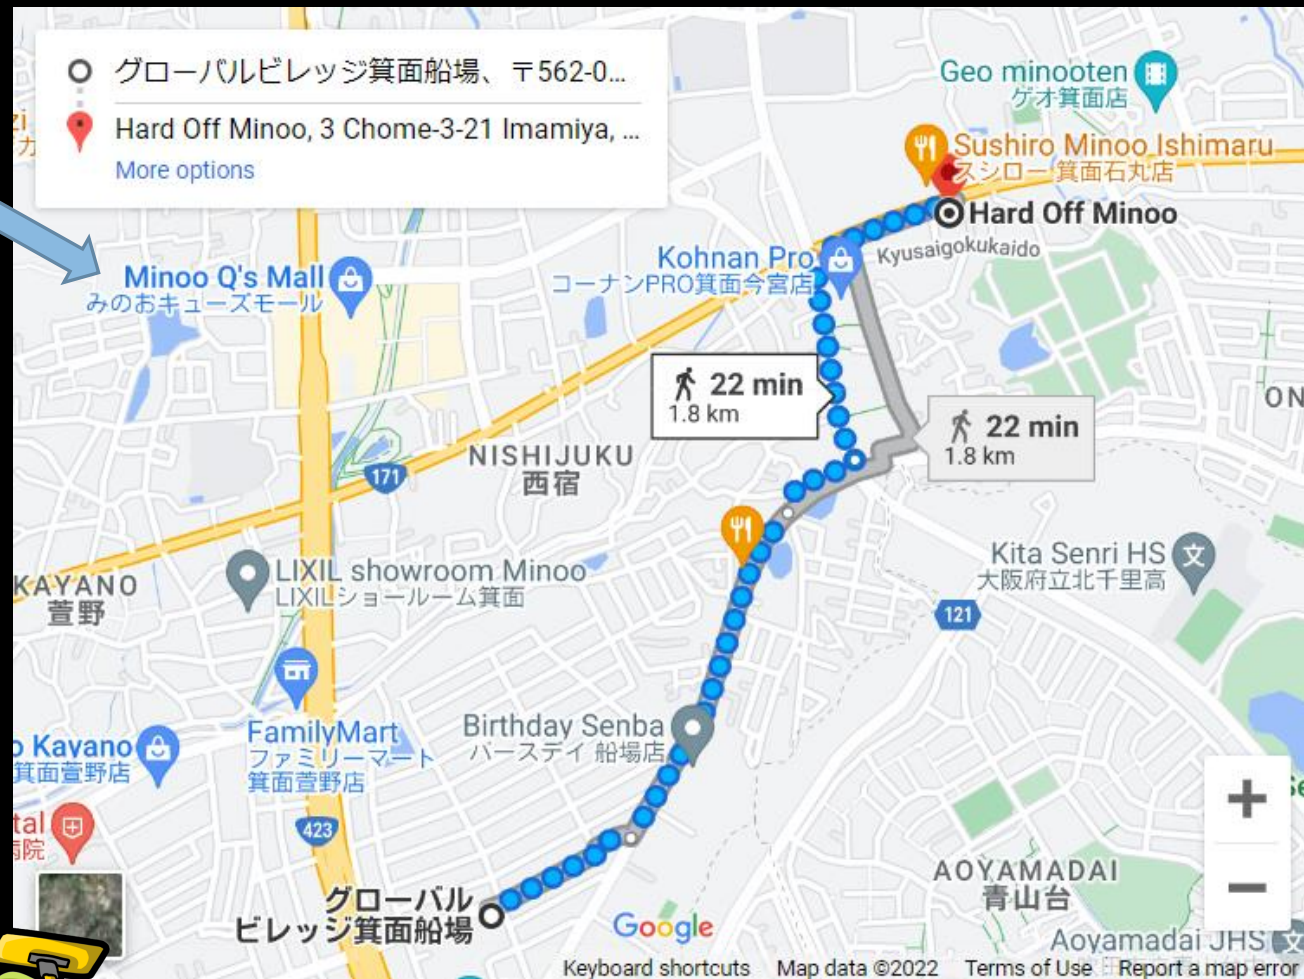 グローバルビレッジ箕面船場、〒562-0...
Hard Off Minoo, 3 Chome-3-21 Imamiya, ...
More options
Geo minooten
ゲオ箕面店
Sushiro Minoo Ishimaru
スシロー 箕面石丸店
Hard Off Minoo
Kyusaigokukaido
Minoo Q's Mall
みのおキューズモール
Kohnan Pro
コーナンPRO箕面今宮店
22 min
1.8 km
22 min
1.8 km
ON
NISHIJUKU
西宿
171
LIXIL showroom Minoo
LIXILショールーム箕面
KAYANO
萱野
Kita Senri HS
大阪府立北千里高
文
121
FamilyMart
ファミリーマート
箕面萱野店
Birthday Senba
バースデイ 船場店
Kayano
箕面萱野店
tal
病院
423
グローバル
ビレッジ箕面船場
AOYAMADAI
青山台
Aoyamadai JHS
文
Google
Keyboard shortcuts Map data ©2022 Terms of Use Report a map error